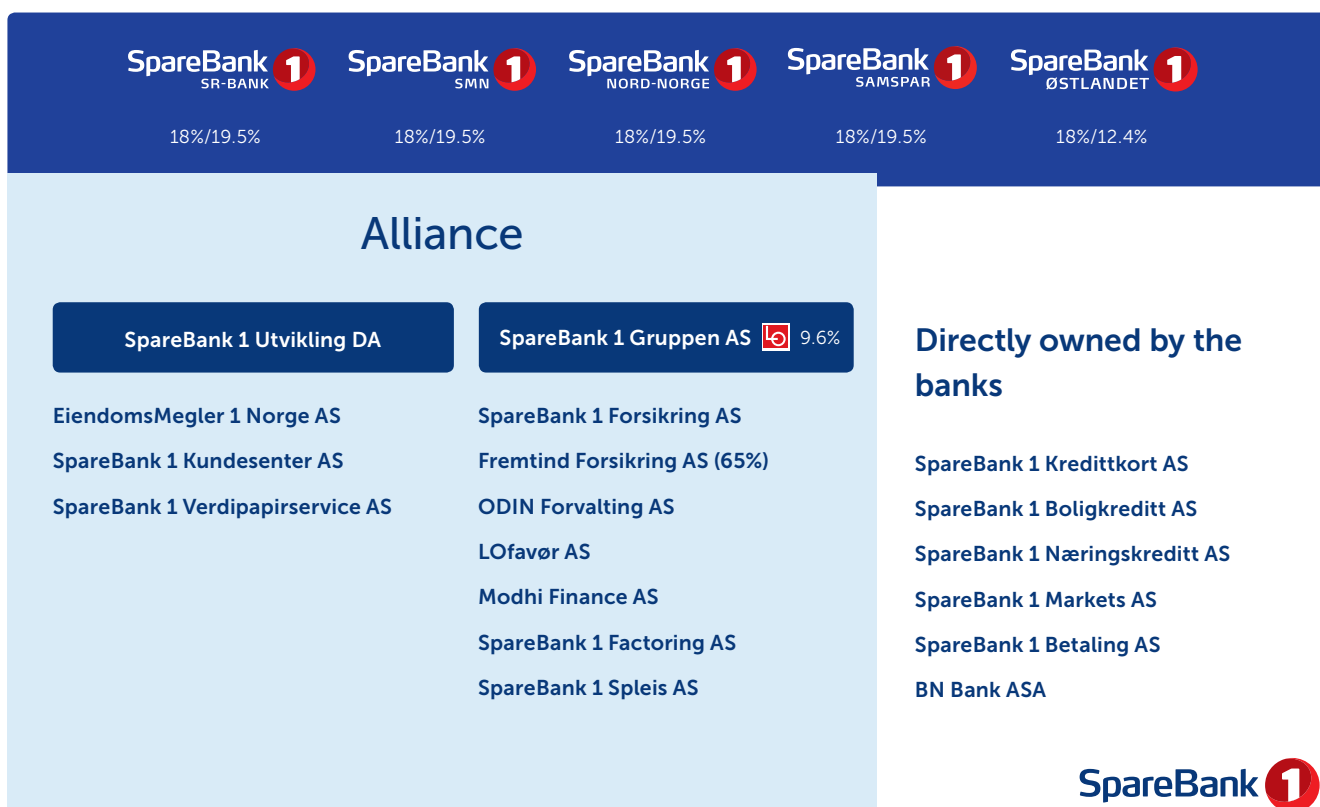 SpareBank 1
SR-BANK
SpareBank 1
SMN
SpareBank 1
NORD-NORGE
SpareBank 1
SAMSPAR
SpareBank 1
ØSTLANDET
18%/19.5%
18%/19.5%
18%/19.5%
18%/19.5%
18%/12.4%
Alliance
SpareBank 1 Utvikling DA
EiendomsMegler 1 Norge AS
SpareBank 1 Kundesenter AS
SpareBank 1 Verdipapirservice AS
SpareBank 1 Gruppen AS LO 9.6%
SpareBank 1 Forsikring AS
Fremtind Forsikring AS (65%)
ODIN Forvalting AS
LOfavør AS
Modhi Finance AS
SpareBank 1 Factoring AS
SpareBank 1 Spleis AS
Directly owned by the
banks
SpareBank 1 Kredittkort AS
SpareBank 1 Boligkreditt AS
SpareBank 1 Næringskreditt AS
SpareBank 1 Markets AS
SpareBank 1 Betaling AS
BN Bank ASA
SpareBank 1